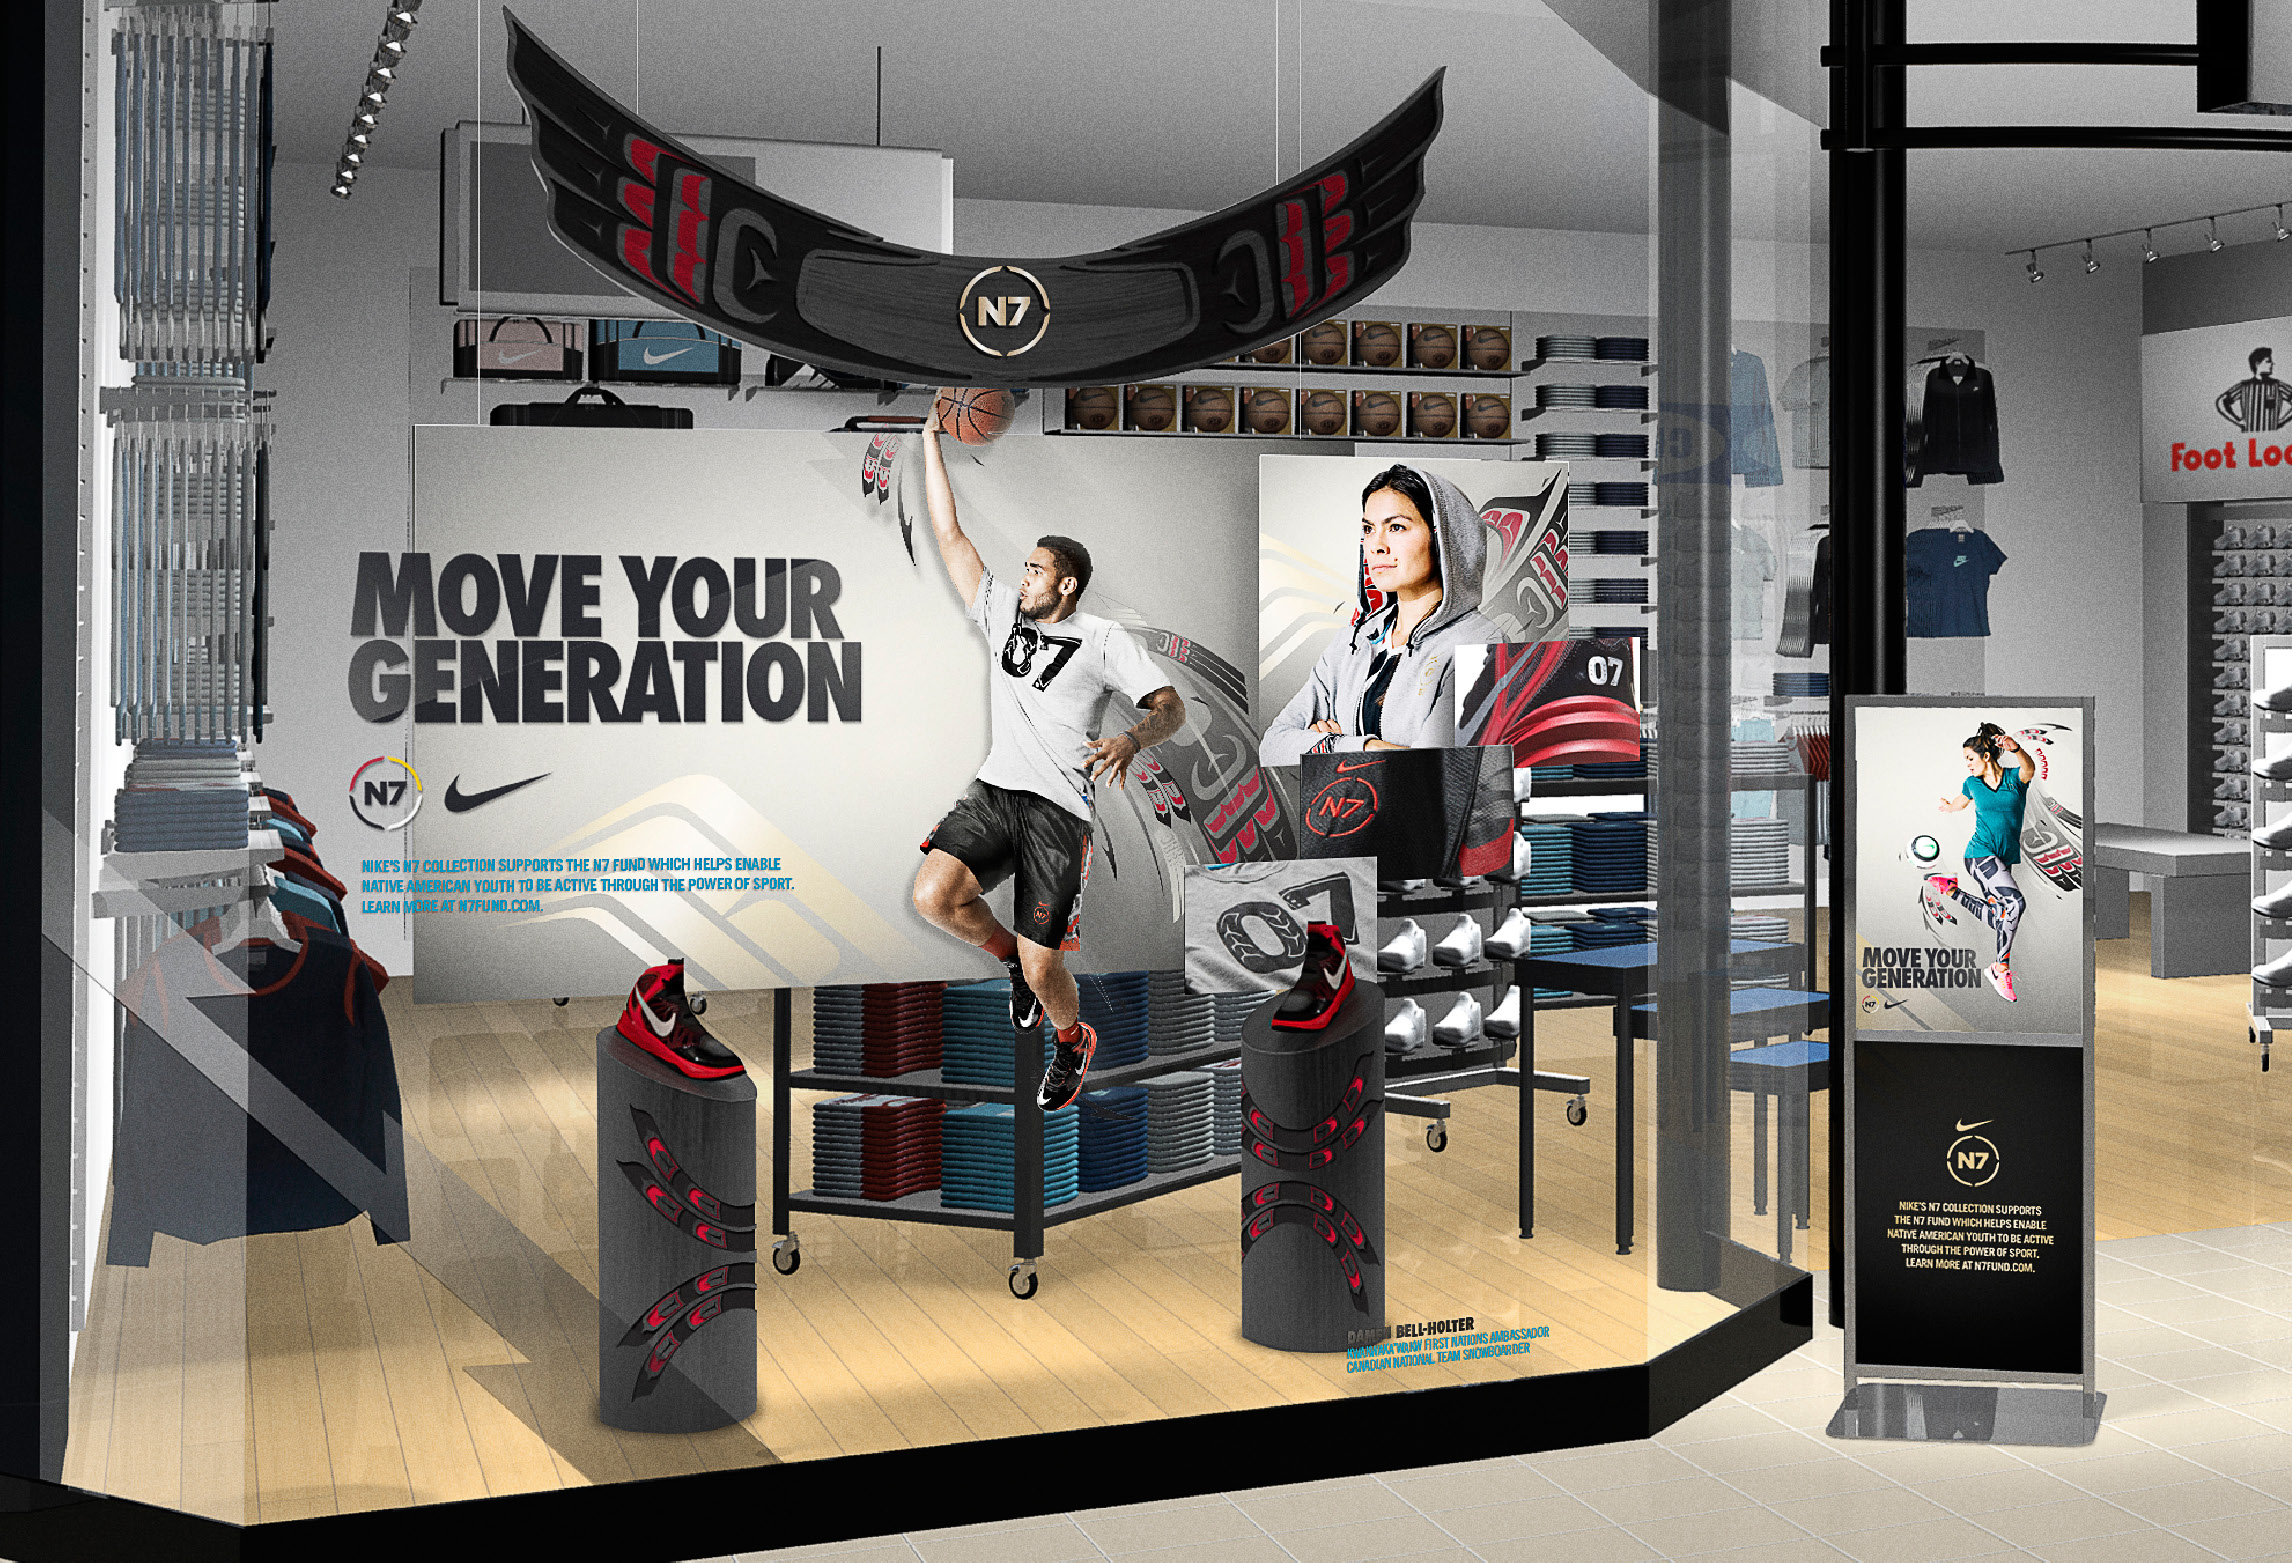 N7
MOVE YOUR
GENERATION
N7
NIKE'S N7 COLLECTION SUPPORTS THE N7 FUND WHICH HELPS ENABLE
NATIVE AMERICAN YOUTH TO BE ACTIVE THROUGH THE POWER OF SPORT.
LEARN MORE AT N7FUND.COM.
07
N7
07
N7
07
Foot Loc
MOVE YOUR
GENERATION
N7
N7
NIKE'S N7 COLLECTION SUPPORTS
THE N7 FUND WHICH HELPS ENABLE
NATIVE AMERICAN YOUTH TO BE ACTIVE
THROUGH THE POWER OF SPORT.
LEARN MORE AT N7FUND.COM.
BELL-HOLTER
FIRST NATIONS AMBASSADOR
CANADIAN NATIONAL TEAM SNOWBOARDER